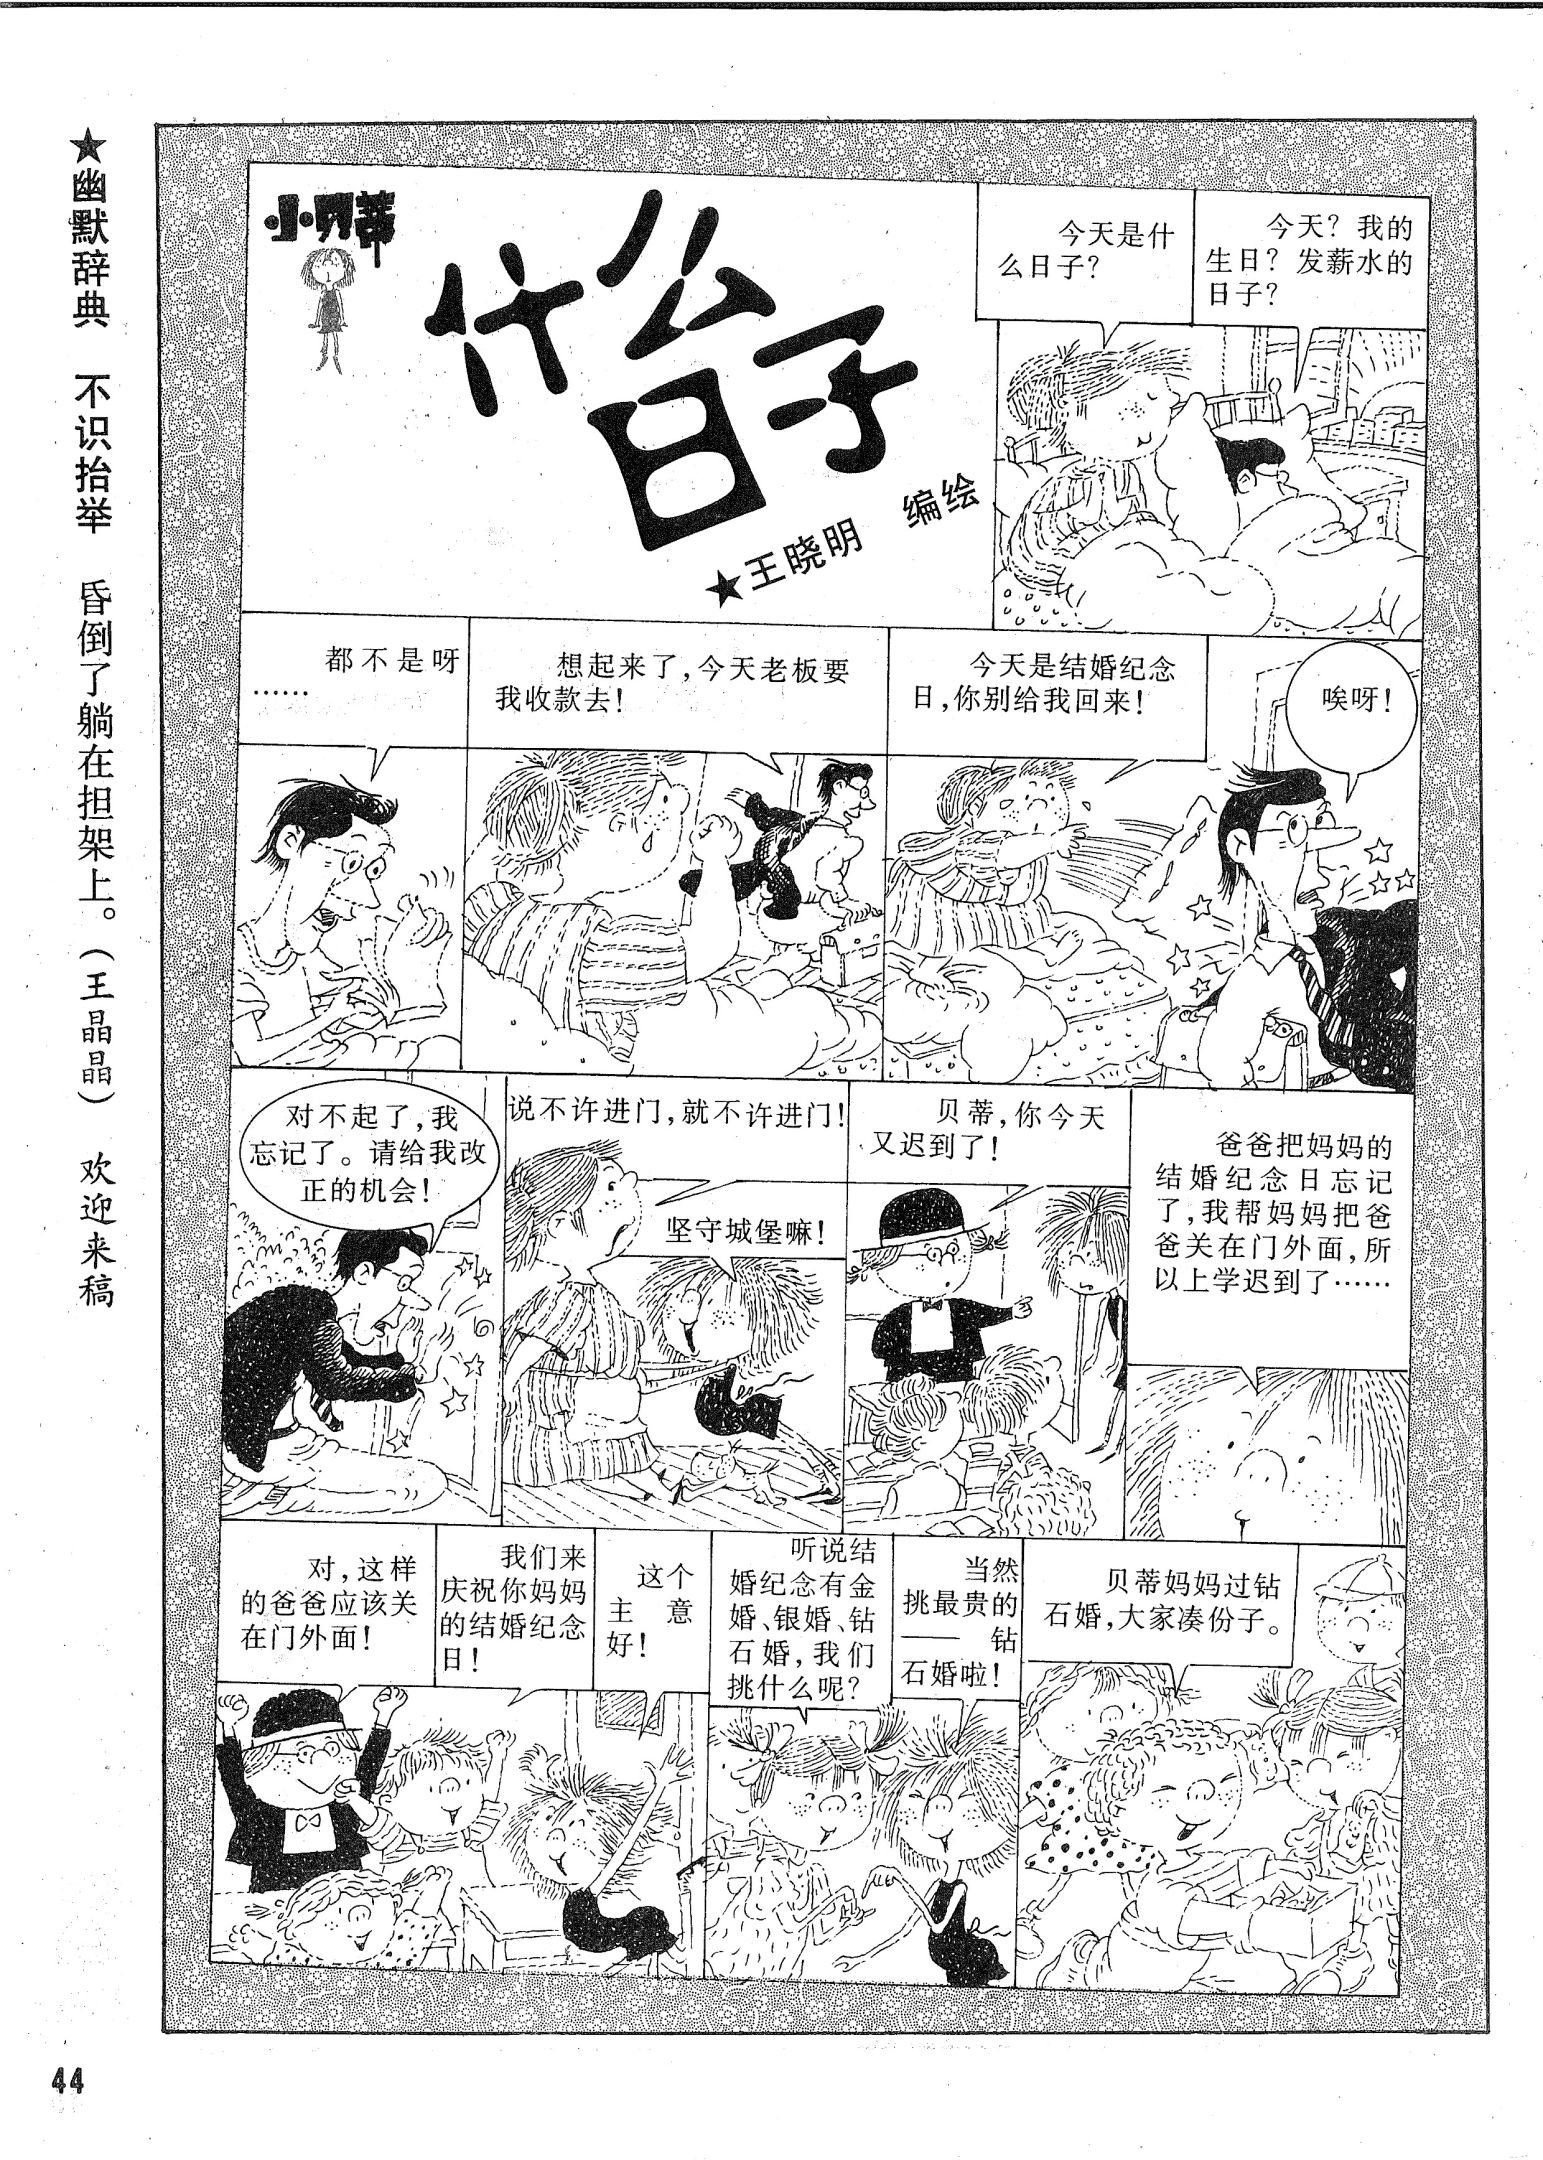 ★幽默辞典 不识抬举 昏倒了躺在担架上。(王晶晶) 欢迎来稿
小贝蒂
什么
日子
★王晓明 编绘
今天是什
么日子?
今天?我的
生日?发薪水的
日子?
都不是呀
……
想起来了,今天老板要
我收款去!
今天是结婚纪念
日,你别给我回来!
唉呀!
对不起了,我
忘记了。请给我改
正的机会!
说不许进门,就不许进门!
坚守城堡嘛!
贝蒂,你今天
又迟到了!
爸爸把妈妈的
结婚纪念日忘记
了,我帮妈妈把爸
爸关在门外面,所
以上学迟到了……
对,这样
的爸爸应该关
在门外面!
我们来
庆祝你妈妈
的结婚纪念
日!
这个
主意
好!
听说结
婚纪念有金
婚、银婚、钻
石婚,我们
挑什么呢?
当然
挑最贵的
——钻
石婚啦!
贝蒂妈妈过钻
石婚,大家凑份子。
44